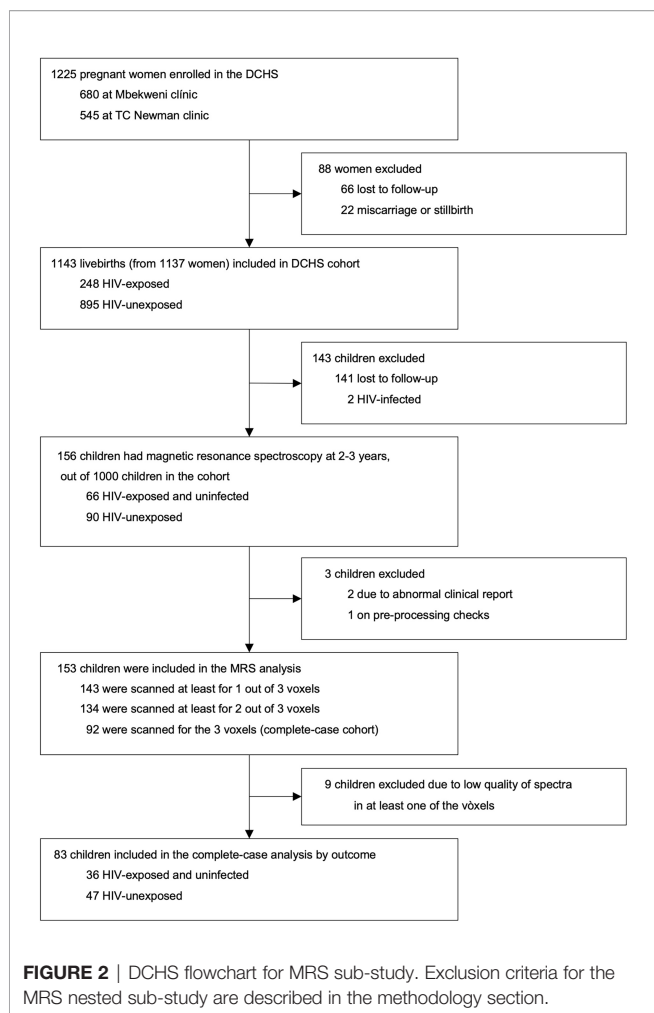 1225 pregnant women enrolled in the DCHS
680 at Mbekweni clínic
545 at TC Newman clinic
88 women excluded
66 lost to follow-up
22 miscarriage or stillbirth
1143 livebirths (from 1137 women) included in DCHS cohort
248 HIV-exposed
895 HIV-unexposed
143 children excluded
141 lost to follow-up
2 HIV-infected
156 children had magnetic resonance spectroscopy at 2-3 years,
out of 1000 children in the cohort
66 HIV-exposed and uninfected
90 HIV-unexposed
3 children excluded
2 due to abnormal clinical report
1 on pre-processing checks
153 children were included in the MRS analysis
143 were scanned at least for 1 out of 3 voxels
134 were scanned at least for 2 out of 3 voxels
92 were scanned for the 3 voxels (complete-case cohort)
9 children excluded due to low quality of spectra
in at least one of the vòxels
83 children included in the complete-case analysis by outcome
36 HIV-exposed and uninfected
47 HIV-unexposed
FIGURE 2 | DCHS flowchart for MRS sub-study. Exclusion criteria for the
MRS nested sub-study are described in the methodology section.